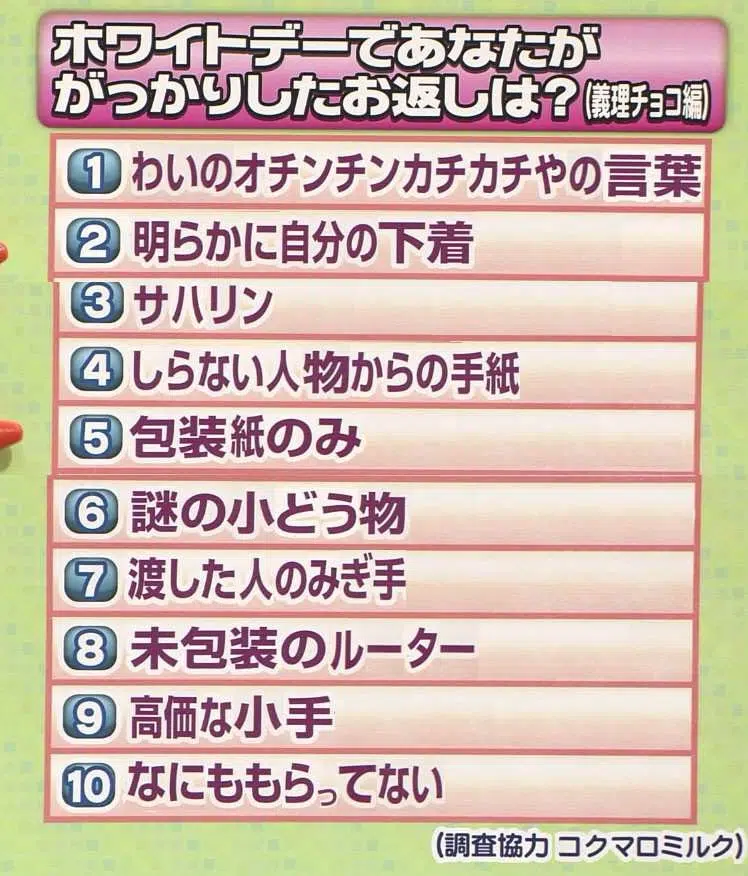 ホワイトデーであなたが
がっかりしたお返しは?(義理チョコ編)
1 わいのオチンチンカチカチやの言葉
2 明らかに自分の下着
3 サハリン
4 しらない人物からの手紙
5 包装紙のみ
6 謎の小どう物
7 渡した人のみぎ手
8 未包装のルーター
9 高価な小手
10 なにももらってない
(調査協力 コクマロミルク)